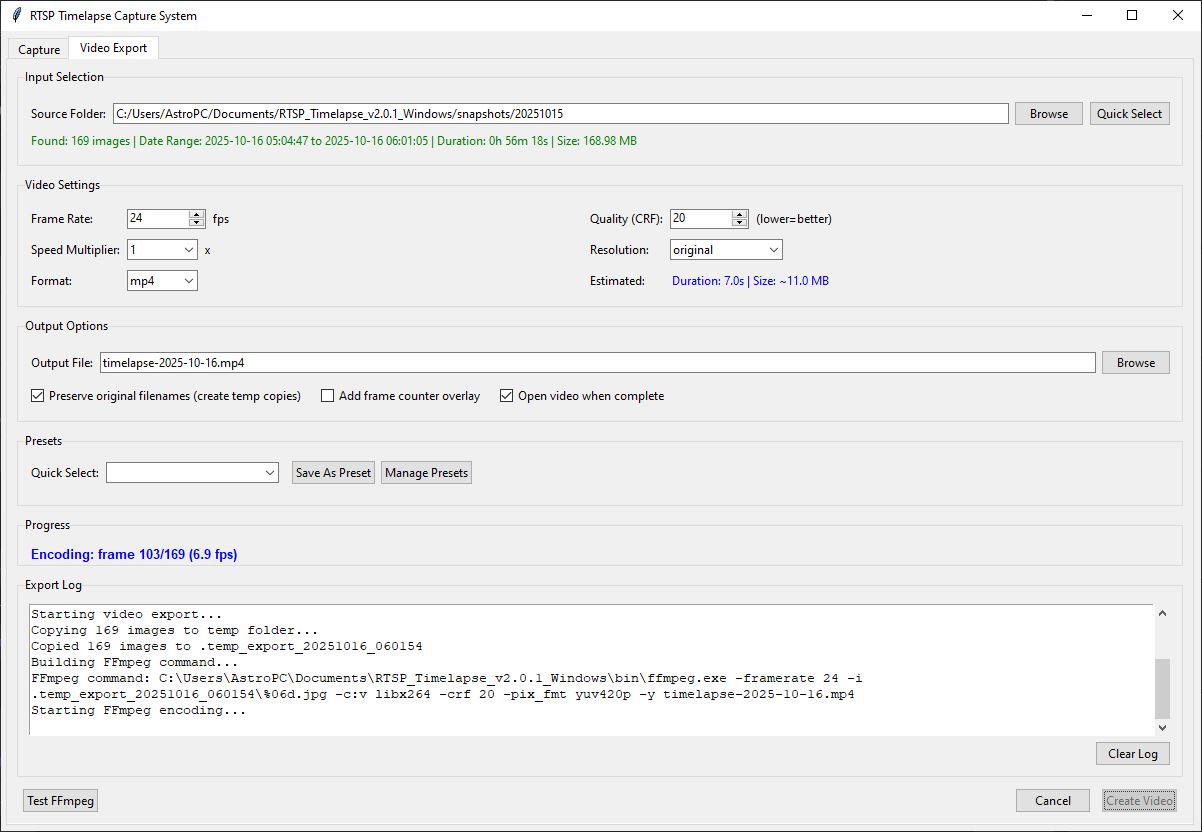 RTSP Timelapse Capture System
Capture Video Export
Input Selection
Source Folder: C:/Users/AstroPC/Documents/RTSP_Timelapse_v2.0.1_Windows/snapshots/20251015 Browse Quick Select
Found: 169 images | Date Range: 2025-10-16 05:04:47 to 2025-10-16 06:01:05 | Duration: 0h 56m 18s | Size: 168.98 MB
Video Settings
Frame Rate: 24 fps Quality (CRF): 20 (lower=better)
Speed Multiplier: 1 x Resolution: original
Format: mp4 Estimated: Duration: 7.0s | Size: ~11.0 MB
Output Options
Output File: timelapse-2025-10-16.mp4 Browse
Preserve original filenames (create temp copies) Add frame counter overlay Open video when complete
Presets
Quick Select: Save As Preset Manage Presets
Progress
Encoding: frame 103/169 (6.9 fps)
Export Log
Starting video export...
Copying 169 images to temp folder...
Copied 169 images to .temp_export_20251016_060154
Building FFmpeg command...
FFmpeg command: C:\Users\AstroPC\Documents\RTSP_Timelapse_v2.0.1_Windows\bin\ffmpeg.exe -framerate 24 -i
.temp_export_20251016_060154\%06d.jpg -c:v libx264 -crf 20 -pix_fmt yuv420p -y timelapse-2025-10-16.mp4
Starting FFmpeg encoding...
Clear Log
Test FFmpeg Cancel Create Video